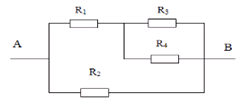 R₁ R₃
A R₄ B
R₂